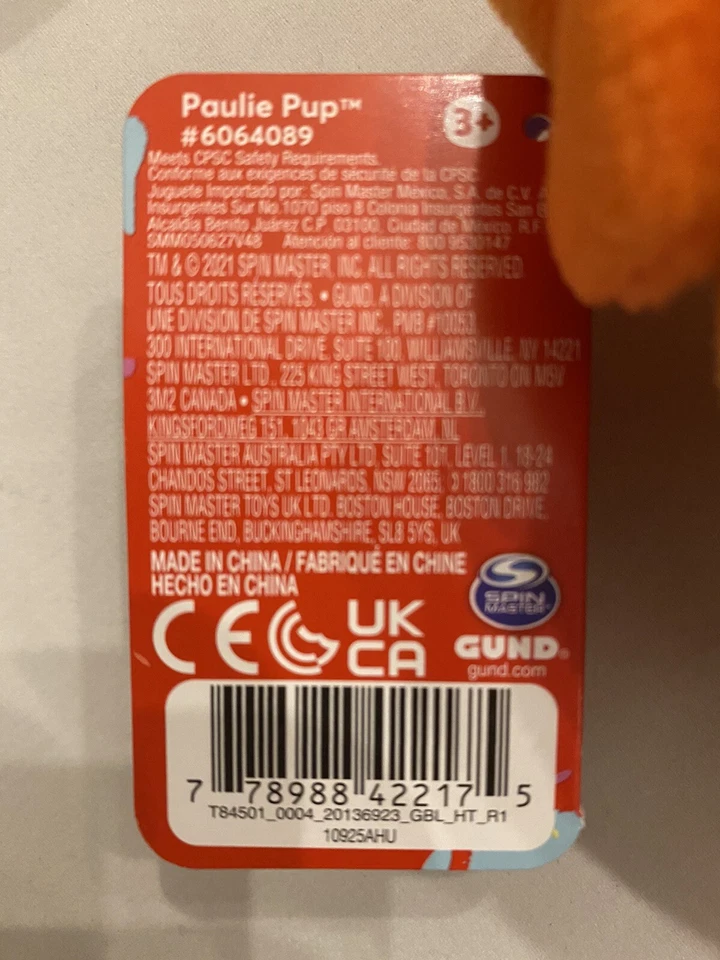 Paulie Pup™
#6064089
3+
Meets CPSC Safety Requirements.
Conforme aux exigences de sécurité de la CPSC.
Juguete Importado por: Spin Master México, S.A. de C.V.
Insurgentes Sur No.1070 piso 8 Colonia Insurgentes San
Alcaldía Benito Juárez C.P. 03100, Ciudad de México. R.F.
SMM050627V48 Atención al cliente: 800 9530147
TM & © 2021 SPIN MASTER, INC. ALL RIGHTS RESERVED.
TOUS DROITS RÉSERVÉS. • GUND, A DIVISION OF
UNE DIVISION DE SPIN MASTER INC. PMB #10053,
300 INTERNATIONAL DRIVE, SUITE 100, WILLIAMSVILLE, NY 14221
SPIN MASTER LTD., 225 KING STREET WEST, TORONTO ON M5V
3M2 CANADA • SPIN MASTER INTERNATIONAL B.V.,
KINGSFORDWEG 151, 1043 GR AMSTERDAM, NL
SPIN MASTER AUSTRALIA PTY LTD, SUITE 101, LEVEL 1, 18-24
CHANDOS STREET, ST LEONARDS, NSW 2065, 1800 316 982
SPIN MASTER TOYS UK LTD, BOSTON HOUSE, BOSTON DRIVE,
BOURNE END, BUCKINGHAMSHIRE, SL8 5YS, UK
MADE IN CHINA / FABRIQUÉ EN CHINE
HECHO EN CHINA
CE UK
CA
SPIN
MASTER™
GUND®
gund.com
7 78988 42217 5
T84501_0004_20136923_GBL_HT_R1
10925AHU